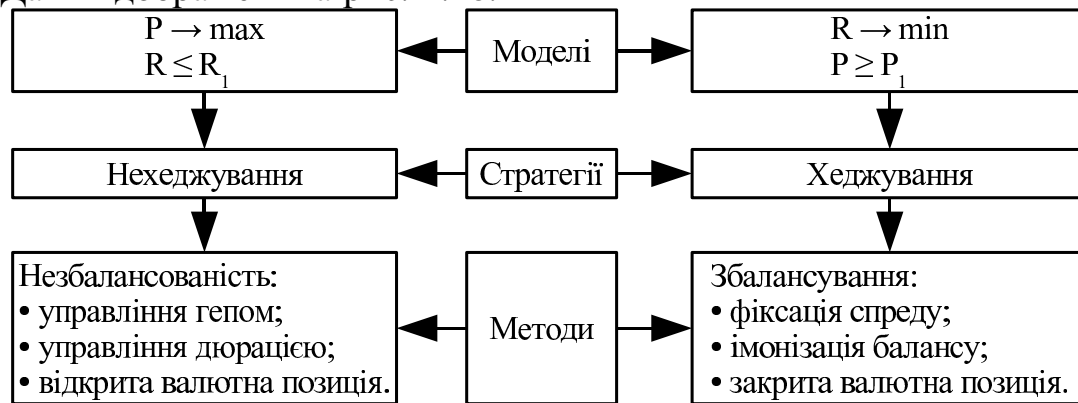 P → max
R ≤ R₁
Моделі
R → min
P ≥ P₁
Нехеджування
Стратегії
Хеджування
Незбалансованість:
• управління гепом;
• управління дюрацією;
• відкрита валютна позиція.
Методи
Збалансування:
• фіксація спреду;
• імонізація балансу;
• закрита валютна позиція.